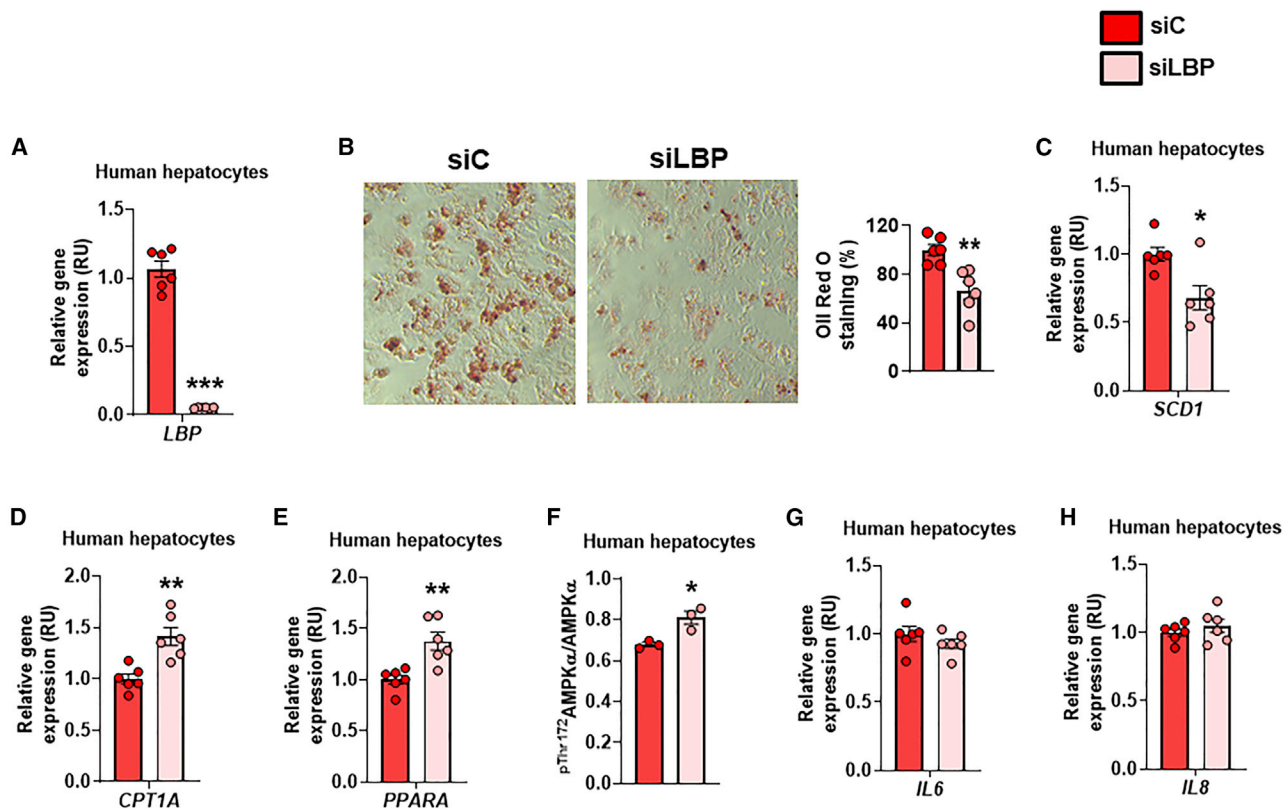 siC
siLBP
A
Human hepatocytes
Relative gene
expression (RU)
1.5
1.0
0.5
0.0
***
LBP
B
siC
siLBP
Oil Red O
staining (%)
120
80
40
0
**
C
Human hepatocytes
Relative gene
expression (RU)
1.5
1.0
0.5
0.0
*
SCD1
D
Human hepatocytes
Relative gene
expression (RU)
2.0
1.5
1.0
0.5
0.0
**
CPT1A
E
Human hepatocytes
Relative gene
expression (RU)
2.0
1.5
1.0
0.5
0.0
**
PPARA
F
Human hepatocytes
pThr172AMPKα/AMPKα
1.0
0.8
0.6
0.4
0.2
0.0
*
G
Human hepatocytes
Relative gene
expression (RU)
1.5
1.0
0.5
0.0
IL6
H
Human hepatocytes
Relative gene
expression (RU)
1.5
1.0
0.5
0.0
IL8